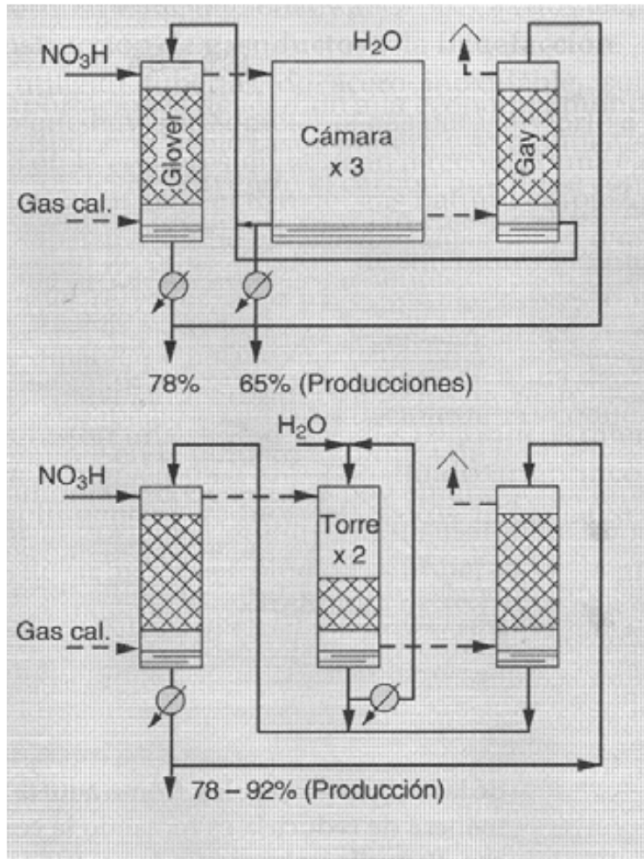 H₂O
NO₃H
Glover
Cámara
x 3
Gay
Gas cal.
78%
65% (Producciones)
H₂O
NO₃H
Torre
x 2
Gas cal.
78 – 92% (Producción)